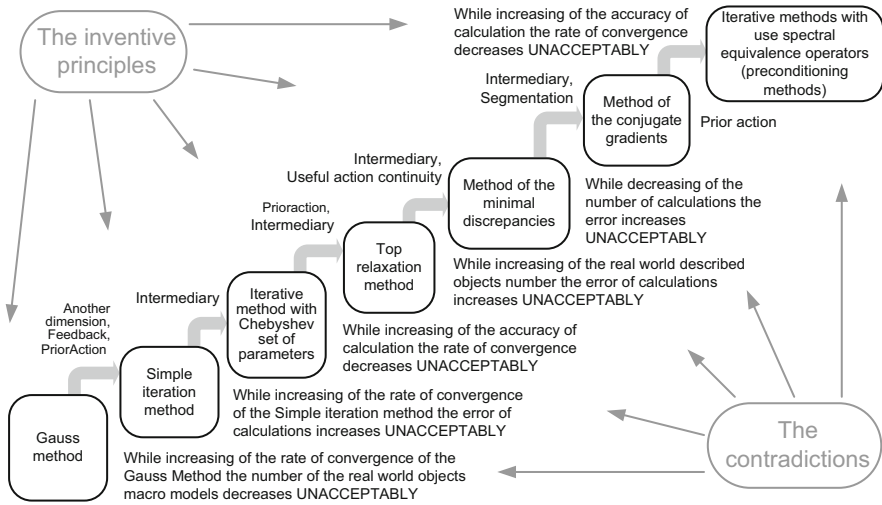 The inventive
principles
While increasing of the accuracy of
calculation the rate of convergence
decreases UNACCEPTABLY
Iterative methods with
use spectral
equivalence operators
(preconditioning
methods)
Intermediary,
Segmentation
Method of
the conjugate
gradients
Prior action
Intermediary,
Useful action continuity
Method of the
minimal
discrepancies
While decreasing of the
number of calculations the
error increases
UNACCEPTABLY
Prioraction,
Intermediary
Top
relaxation
method
While increasing of the real world described
objects number the error of calculations
increases UNACCEPTABLY
Intermediary
Iterative
method with
Chebyshev
set of
parameters
While increasing of the accuracy of
calculation the rate of convergence
decreases UNACCEPTABLY
Another
dimension,
Feedback,
PriorAction
Simple
iteration
method
While increasing of the rate of convergence
of the Simple iteration method the error of
calculations increases UNACCEPTABLY
Gauss
method
While increasing of the rate of convergence of the
Gauss Method the number of the real world objects
macro models decreases UNACCEPTABLY
The
contradictions